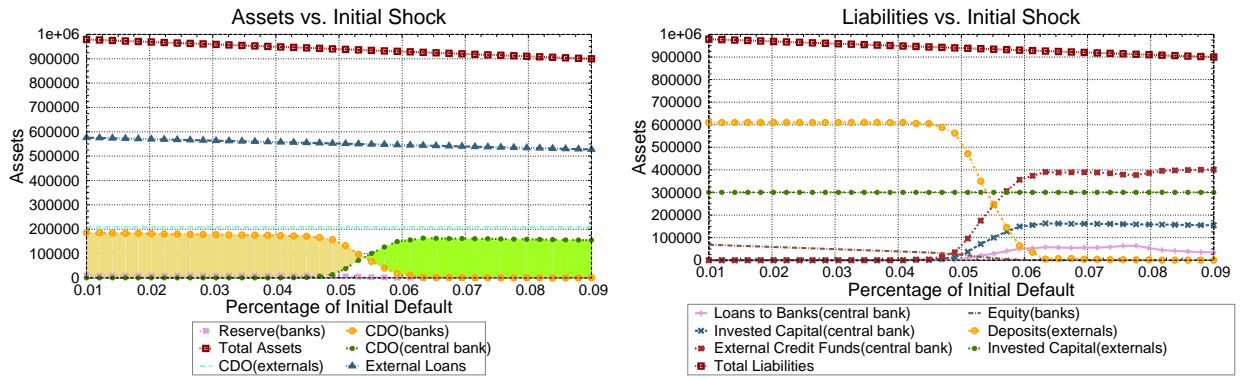 Assets vs. Initial Shock
1e+06
900000
800000
700000
600000
500000
400000
300000
200000
100000
0
Assets
0.01 0.02 0.03 0.04 0.05 0.06 0.07 0.08 0.09
Percentage of Initial Default
Reserve(banks) CDO(banks)
Total Assets CDO(central bank)
CDO(externals) External Loans
Liabilities vs. Initial Shock
1e+06
900000
800000
700000
600000
500000
400000
300000
200000
100000
0
Assets
0.01 0.02 0.03 0.04 0.05 0.06 0.07 0.08 0.09
Percentage of Initial Default
Loans to Banks(central bank) Equity(banks)
Invested Capital(central bank) Deposits(externals)
External Credit Funds(central bank) Invested Capital(externals)
Total Liabilities